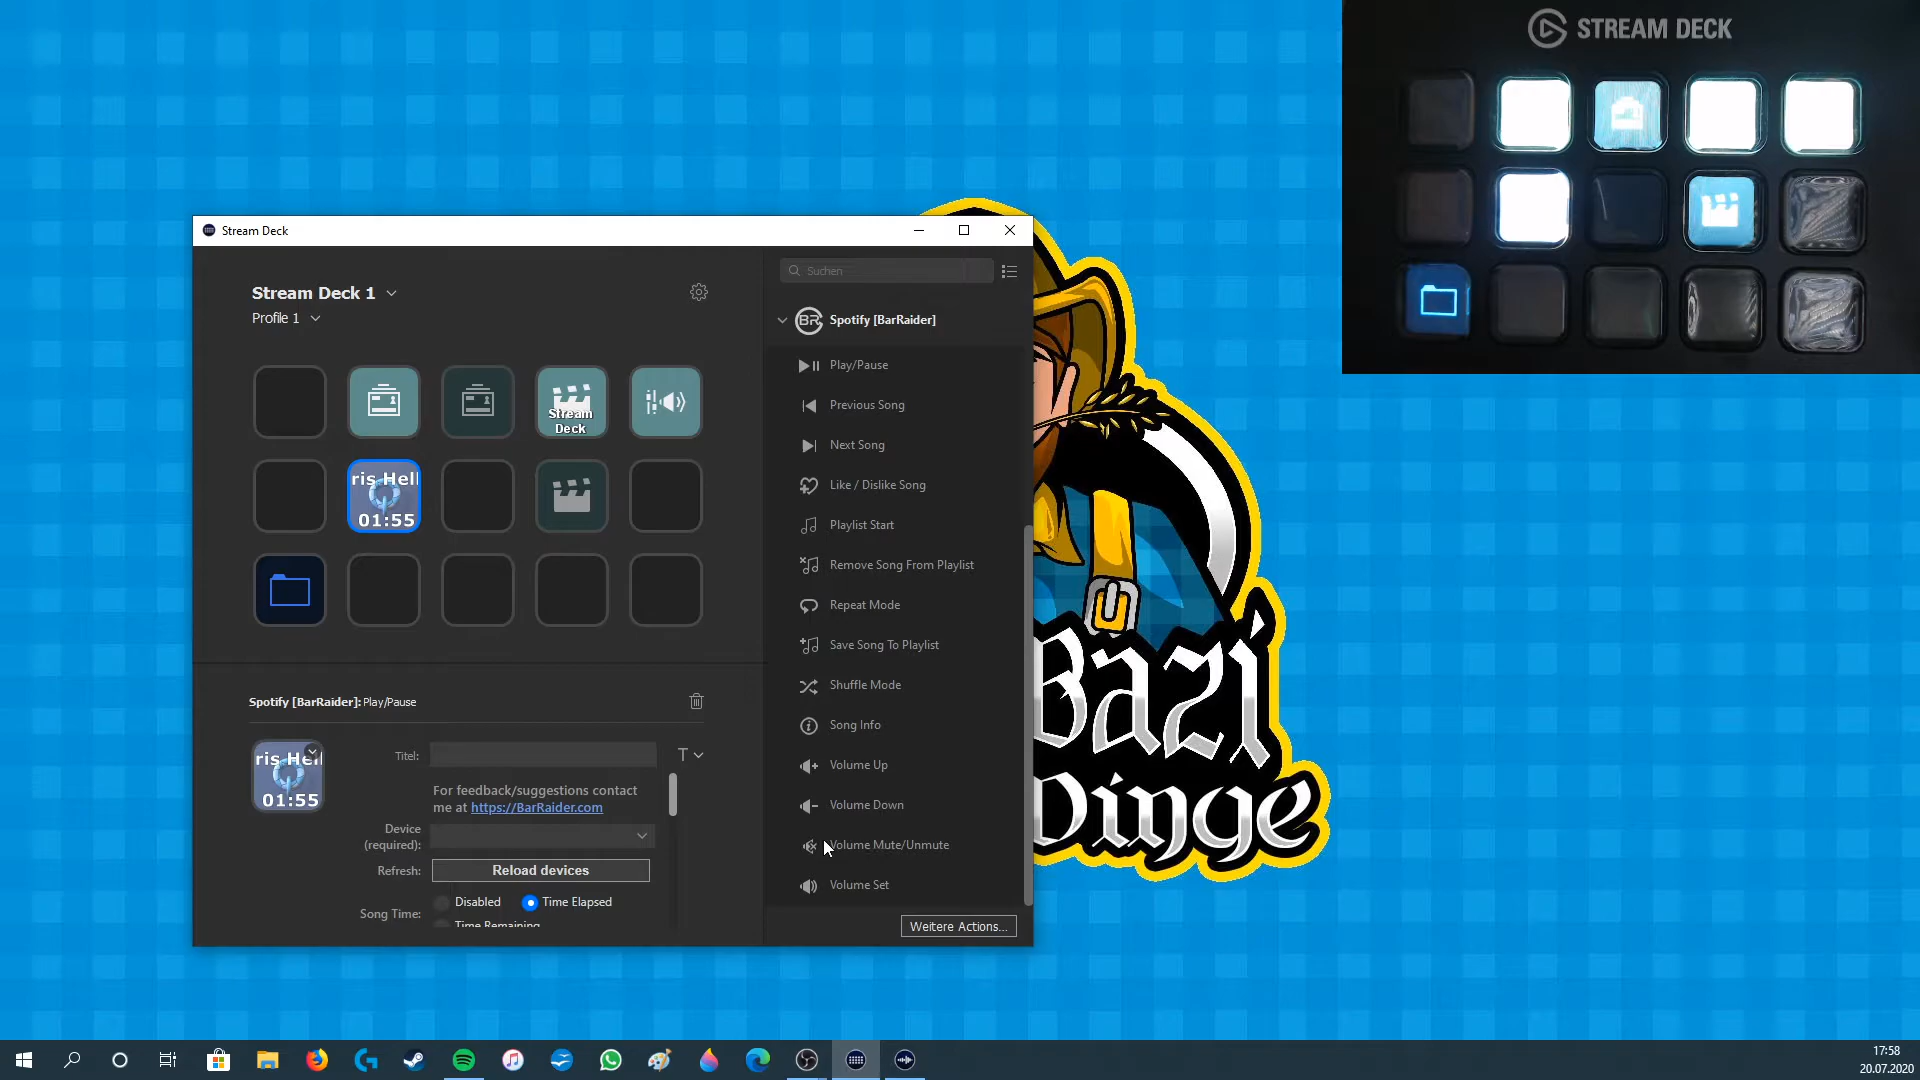 STREAM DECK
Stream Deck
Stream Deck 1
Profile 1
Suchen
Spotify [BarRaider]
Play/Pause
Previous Song
Next Song
Like / Dislike Song
Playlist Start
Remove Song From Playlist
Repeat Mode
Save Song To Playlist
Shuffle Mode
Song Info
Volume Up
Volume Down
Volume Mute/Unmute
Volume Set
Weitere Actions...
Stream
Deck
ris Hell
01:55
Spotify [BarRaider]: Play/Pause
ris Hell
01:55
Titel:
For feedback/suggestions contact
me at https://BarRaider.com
Device
(required):
Refresh:
Reload devices
Song Time:
Disabled
Time Elapsed
Time Remaining
Bazi
Dinge
17:58
20.07.2020